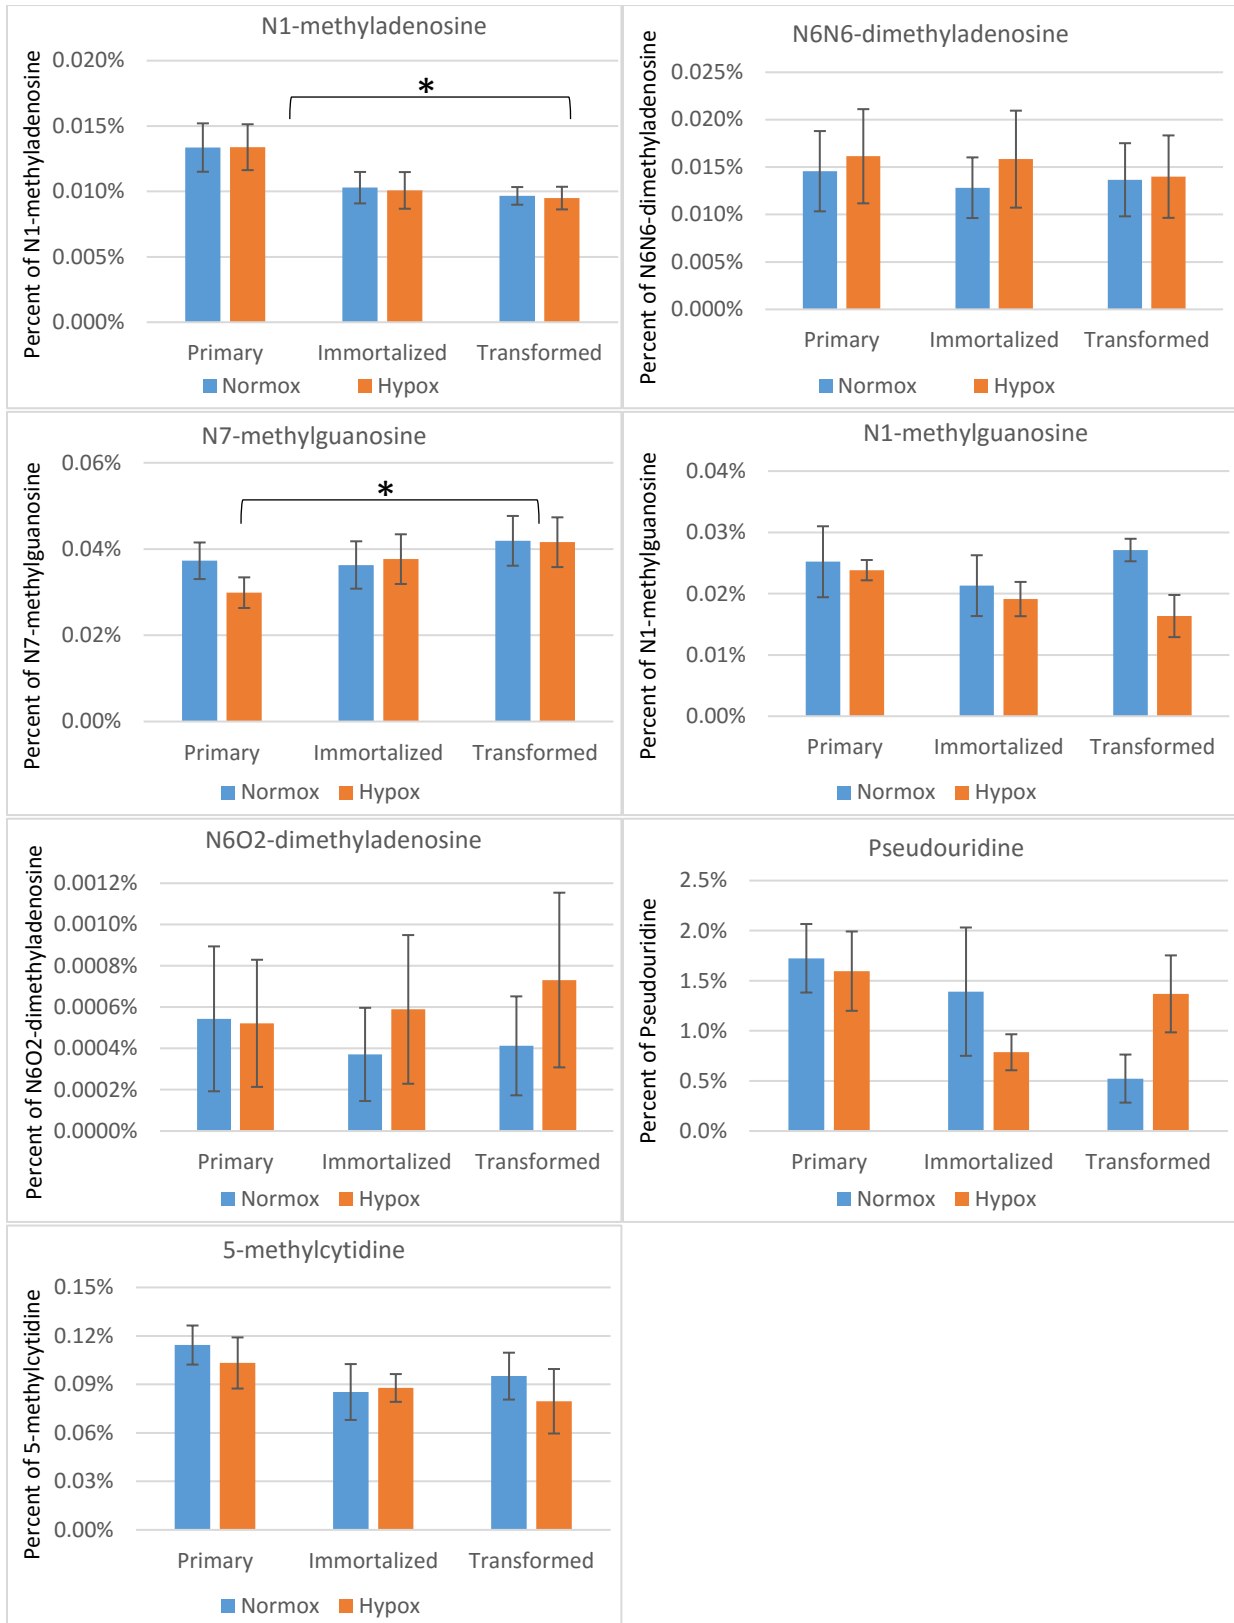 N1-methyladenosine
Percent of N1-methyladenosine
0.020%
0.015%
0.010%
0.005%
0.000%
*
Primary Immortalized Transformed
Normox Hypox
N6N6-dimethyladenosine
Percent of N6N6-dimethyladenosine
0.025%
0.020%
0.015%
0.010%
0.005%
0.000%
Primary Immortalized Transformed
Normox Hypox
N7-methylguanosine
Percent of N7-methylguanosine
0.06%
0.04%
0.02%
0.00%
*
Primary Immortalized Transformed
Normox Hypox
N1-methylguanosine
Percent of N1-methylguanosine
0.04%
0.03%
0.02%
0.01%
0.00%
Primary Immortalized Transformed
Normox Hypox
N6O2-dimethyladenosine
Percent of N6O2-dimethyladenosine
0.0012%
0.0010%
0.0008%
0.0006%
0.0004%
0.0002%
0.0000%
Primary Immortalized Transformed
Normox Hypox
Pseudouridine
Percent of Pseudouridine
2.5%
2.0%
1.5%
1.0%
0.5%
0.0%
Primary Immortalized Transformed
Normox Hypox
5-methylcytidine
Percent of 5-methylcytidine
0.15%
0.12%
0.09%
0.06%
0.03%
0.00%
Primary Immortalized Transformed
Normox Hypox